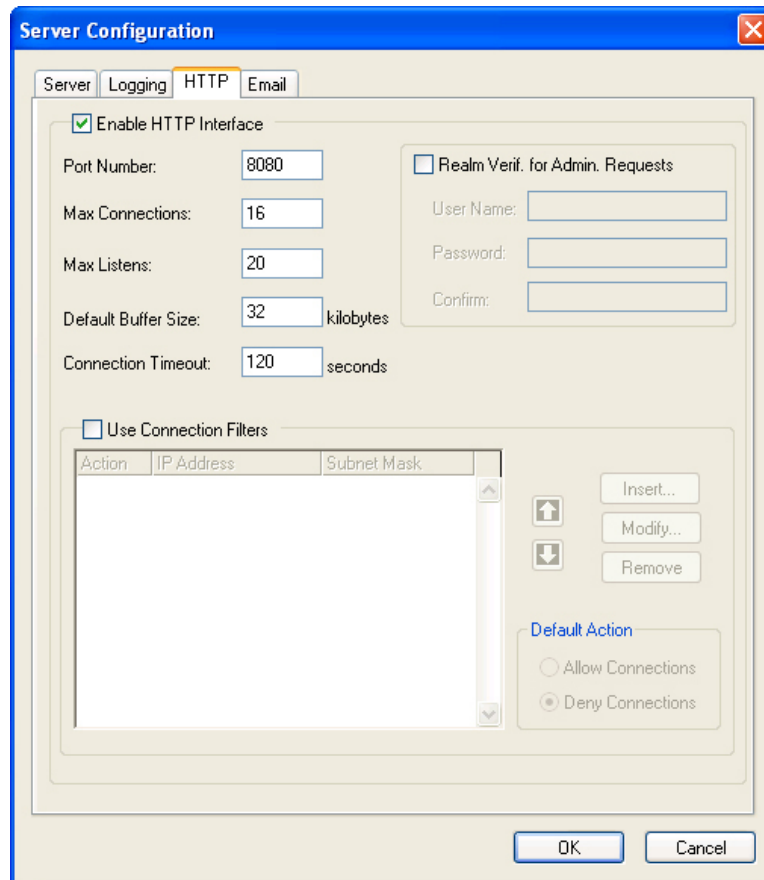 Server Configuration
Server Logging HTTP Email
Enable HTTP Interface
Port Number: 8080
Max Connections: 16
Max Listens: 20
Default Buffer Size: 32 kilobytes
Connection Timeout: 120 seconds
Realm Verif. for Admin. Requests
User Name:
Password:
Confirm:
Use Connection Filters
Action IP Address Subnet Mask
Insert...
Modify...
Remove
Default Action
Allow Connections
Deny Connections
OK Cancel